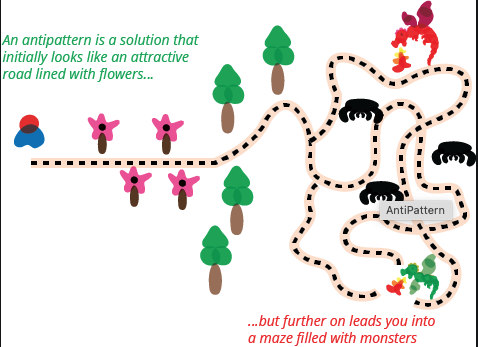 An antipattern is a solution that
initially looks like an attractive
road lined with flowers...
AntiPattern
...but further on leads you into
a maze filled with monsters